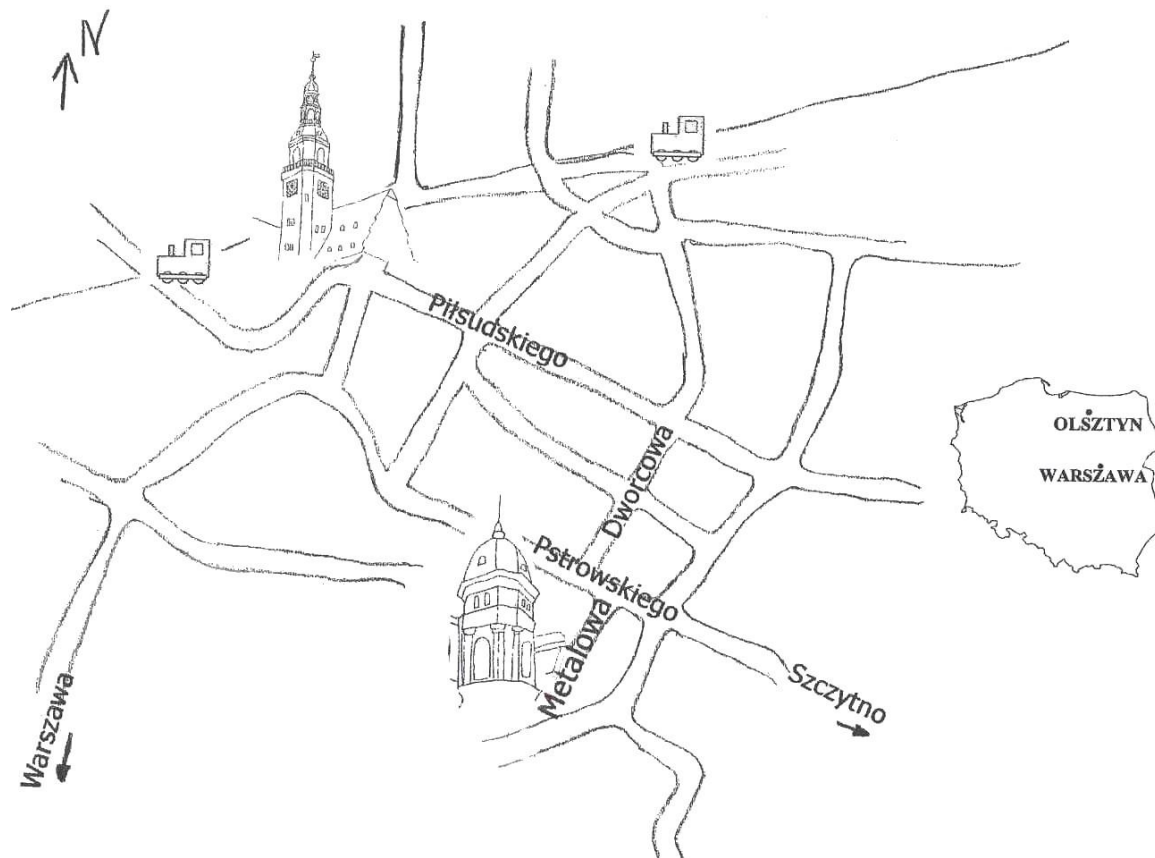 N
Piłsudskiego
OLSZTYN
WARSZAWA
Dworcowa
Pstrowskiego
Metalowa
Szczytno
Warszawa